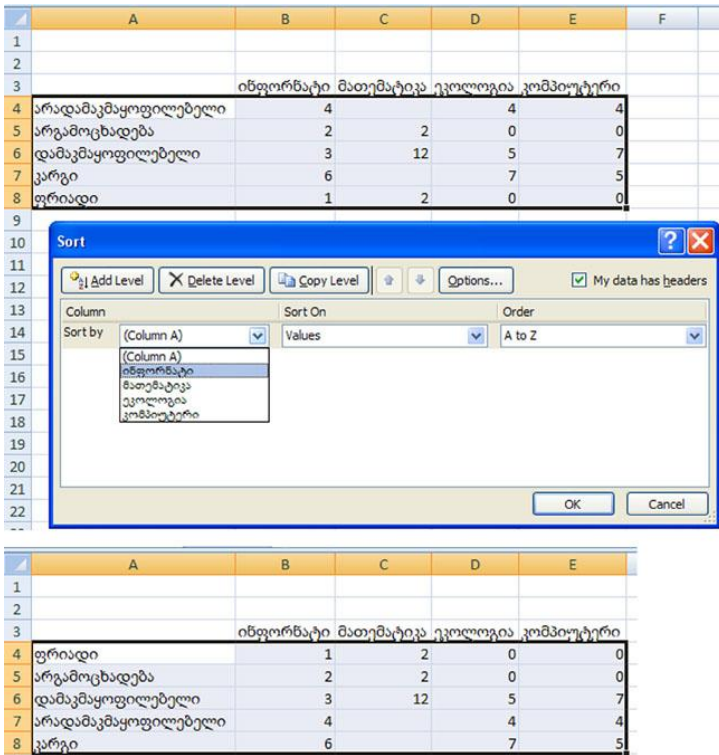 A B C D E F
1
2
3 ინფორნატი მათემატიკა ეკოლოგია კომპიუტერი
4 არადამაკმაყოფილებელი 4 4 4
5 არგამოცხადება 2 2 0 0
6 დამაკმაყოფილებელი 3 12 5 7
7 კარგი 6 7 5
8 ფრიადი 1 2 0 0
9
10 Sort
11
12 Add Level Delete Level Copy Level Options... My data has headers
13 Column Sort On Order
14 Sort by (Column A) Values A to Z
15 (Column A)
16 ინფორნატი
მათემატიკა
17 ეკოლოგია
18 კომპიუტერი
19
20
21
22 OK Cancel
A B C D E
1
2
3 ინფორნატი მათემატიკა ეკოლოგია კომპიუტერი
4 ფრიადი 1 2 0 0
5 არგამოცხადება 2 2 0 0
6 დამაკმაყოფილებელი 3 12 5 7
7 არადამაკმაყოფილებელი 4 4 4
8 კარგი 6 7 5